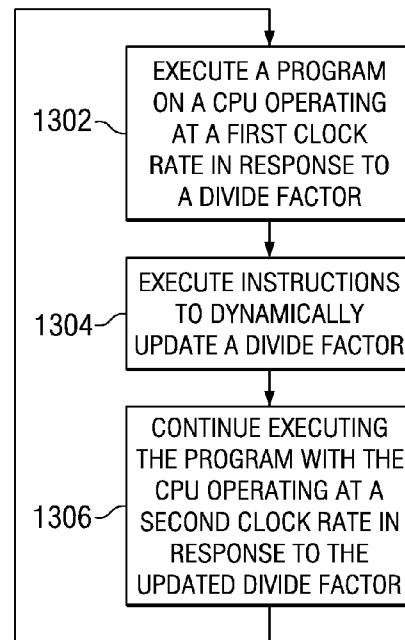 1302
EXECUTE A PROGRAM
ON A CPU OPERATING
AT A FIRST CLOCK
RATE IN RESPONSE TO
A DIVIDE FACTOR
1304
EXECUTE INSTRUCTIONS
TO DYNAMICALLY
UPDATE A DIVIDE FACTOR
1306
CONTINUE EXECUTING
THE PROGRAM WITH THE
CPU OPERATING AT A
SECOND CLOCK RATE IN
RESPONSE TO THE
UPDATED DIVIDE FACTOR